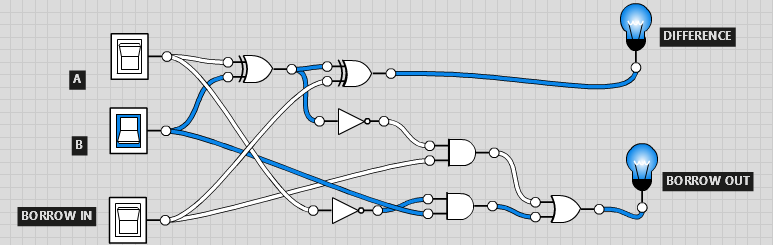 DIFFERENCE
A
B
BORROW OUT
BORROW IN